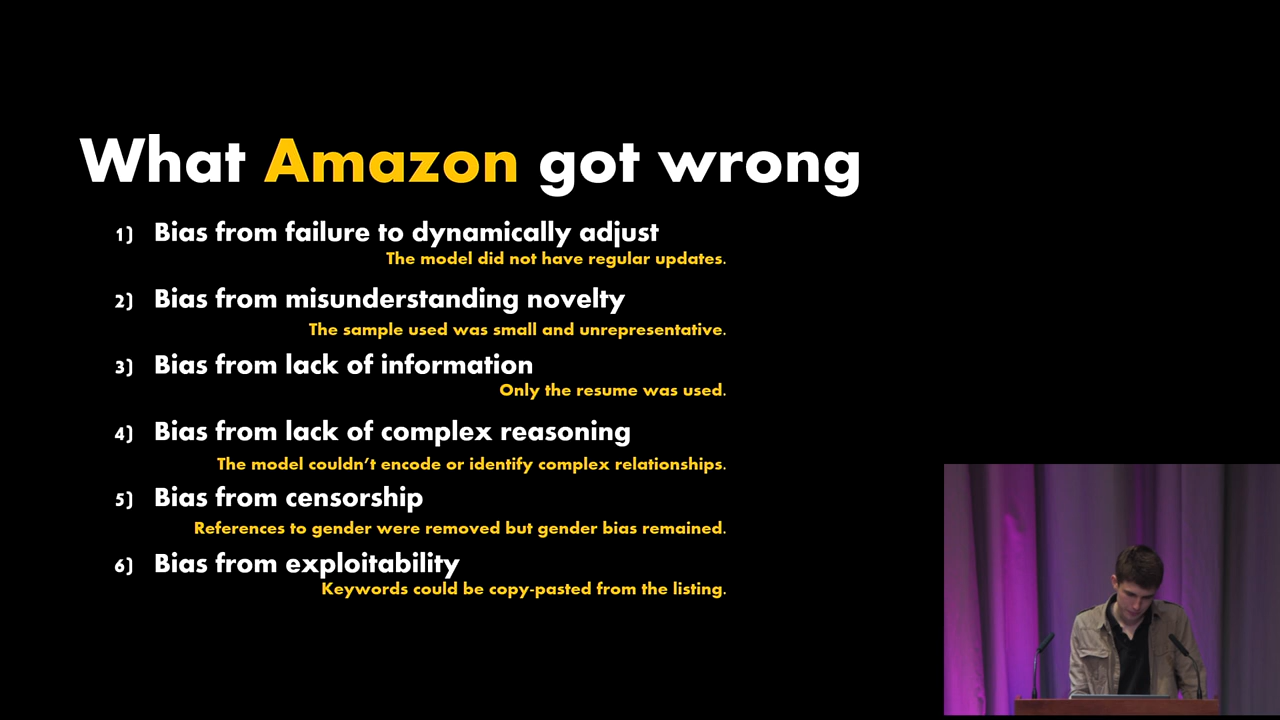 What Amazon got wrong
1) Bias from failure to dynamically adjust
The model did not have regular updates.
2) Bias from misunderstanding novelty
The sample used was small and unrepresentative.
3) Bias from lack of information
Only the resume was used.
4) Bias from lack of complex reasoning
The model couldn’t encode or identify complex relationships.
5) Bias from censorship
References to gender were removed but gender bias remained.
6) Bias from exploitability
Keywords could be copy-pasted from the listing.